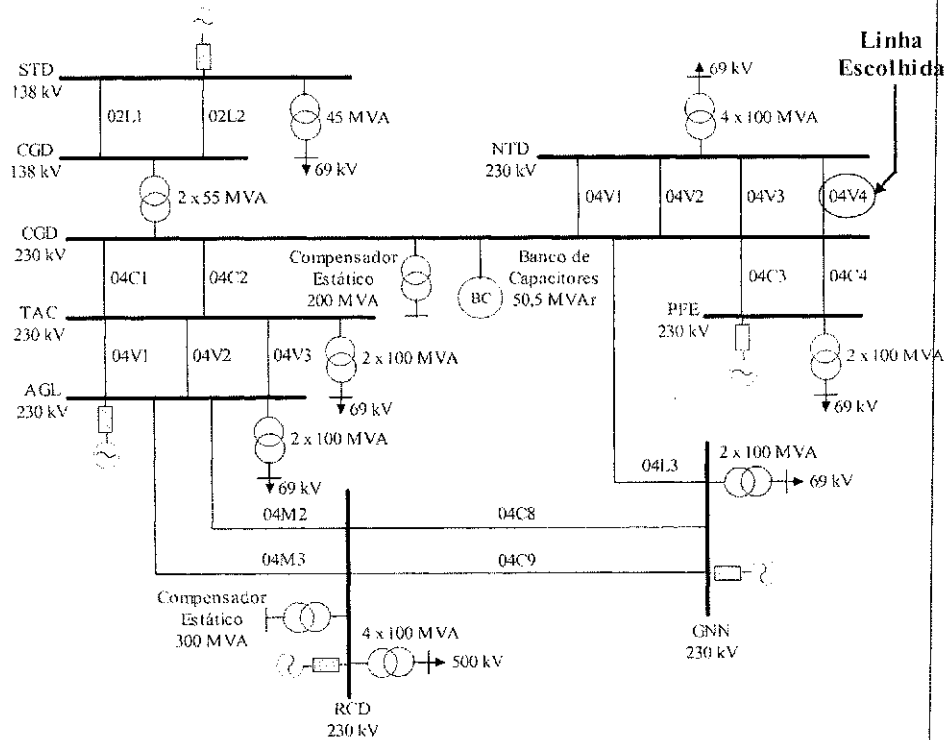 Linha
Escolhida
STD
138 kV
02L1
02L2
45 MVA
69 kV
CGD
138 kV
2 x 55 MVA
69 kV
4 x 100 MVA
NTD
230 kV
04V1
04V2
04V3
04V4
CGD
230 kV
04C1
04C2
Compensador
Estático
200 MVA
BC
Banco de
Capacitores
50,5 MVAr
04C3
04C4
TAC
230 kV
04V1
04V2
04V3
2 x 100 MVA
69 kV
PFE
230 kV
2 x 100 MVA
69 kV
AGL
230 kV
2 x 100 MVA
69 kV
04L3
2 x 100 MVA
69 kV
04M2
04C8
04M3
04C9
Compensador
Estático
300 MVA
4 x 100 MVA
500 kV
GNN
230 kV
RCD
230 kV